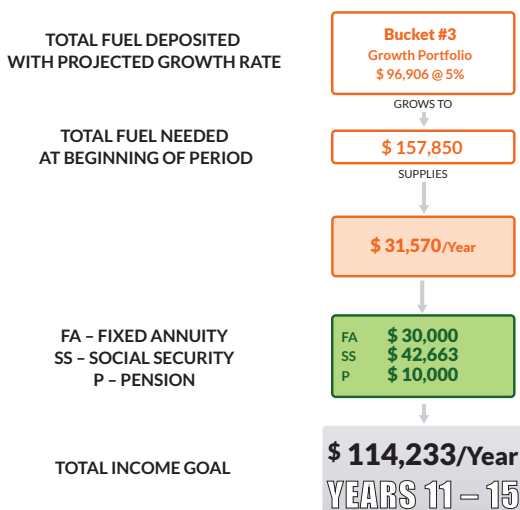 TOTAL FUEL DEPOSITED
WITH PROJECTED GROWTH RATE
Bucket #3
Growth Portfolio
$ 96,906 @ 5%
GROWS TO
TOTAL FUEL NEEDED
AT BEGINNING OF PERIOD
$ 157,850
SUPPLIES
$ 31,570/Year
FA – FIXED ANNUITY
SS – SOCIAL SECURITY
P – PENSION
FA $ 30,000
SS $ 42,663
P $ 10,000
TOTAL INCOME GOAL
$ 114,233/Year
YEARS 11 – 15